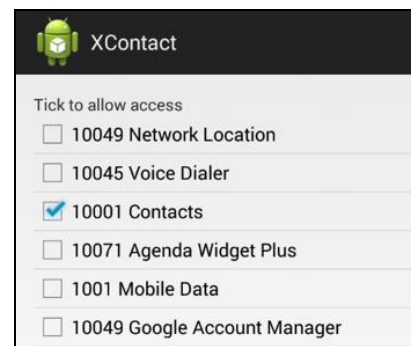 XContact
Tick to allow access
10049 Network Location
10045 Voice Dialer
10001 Contacts
10071 Agenda Widget Plus
1001 Mobile Data
10049 Google Account Manager